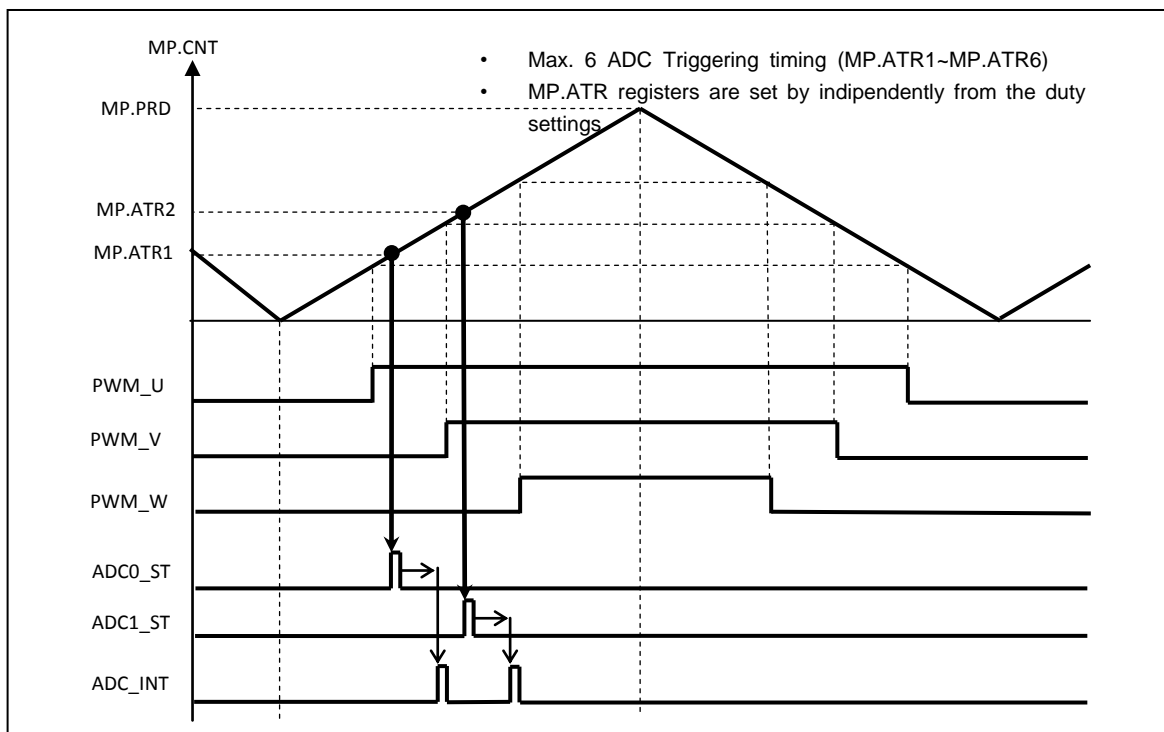 MP.CNT
• Max. 6 ADC Triggering timing (MP.ATR1~MP.ATR6)
• MP.ATR registers are set by indipendently from the duty
settings
MP.PRD
MP.ATR2
MP.ATR1
PWM_U
PWM_V
PWM_W
ADC0_ST
ADC1_ST
ADC_INT